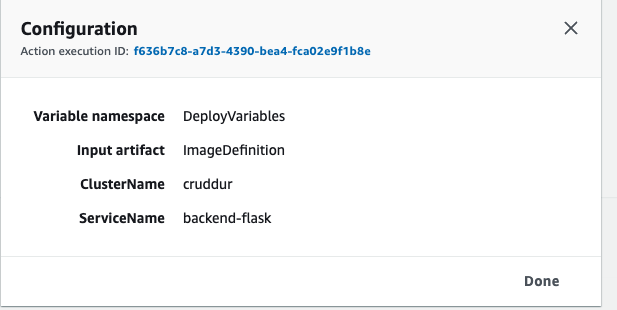 Configuration
Action execution ID: f636b7c8-a7d3-4390-bea4-fca02e9f1b8e
Variable namespace DeployVariables
Input artifact ImageDefinition
ClusterName cruddur
ServiceName backend-flask
Done